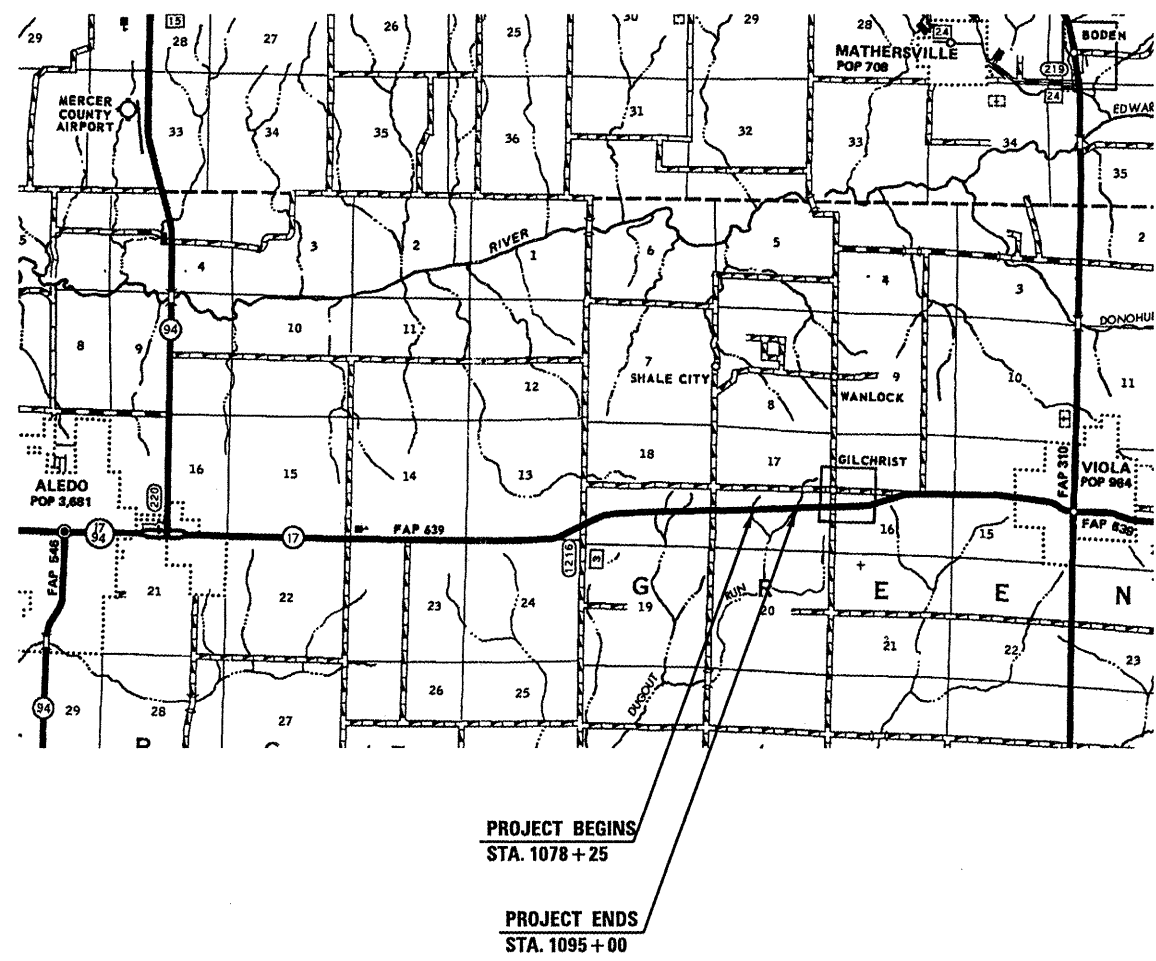 29
15
28
27
26
25
30
29
28
24
MATHERSVILLE
POP 708
BODEN
219
24
EDWAR
MERCER
COUNTY
AIRPORT
33
34
35
36
31
32
33
34
35
5
4
3
2
RIVER
1
6
5
4
3
2
94
10
11
DONOHUE
8
9
7
SHALE CITY
12
8
WANLOCK
9
10
11
16
15
14
13
18
17
GILCHRIST
FAP 310
VIOLA
POP 964
ALEDO
POP 3,681
220
17
94
17
FAP 639
FAP 639
16
15
FAP 546
1216
3
21
22
23
24
G
R
E
E
N
19
RUN
20
21
22
23
26
25
DUGOUT
94
29
28
27
PROJECT BEGINS
STA. 1078+25
PROJECT ENDS
STA. 1095+00